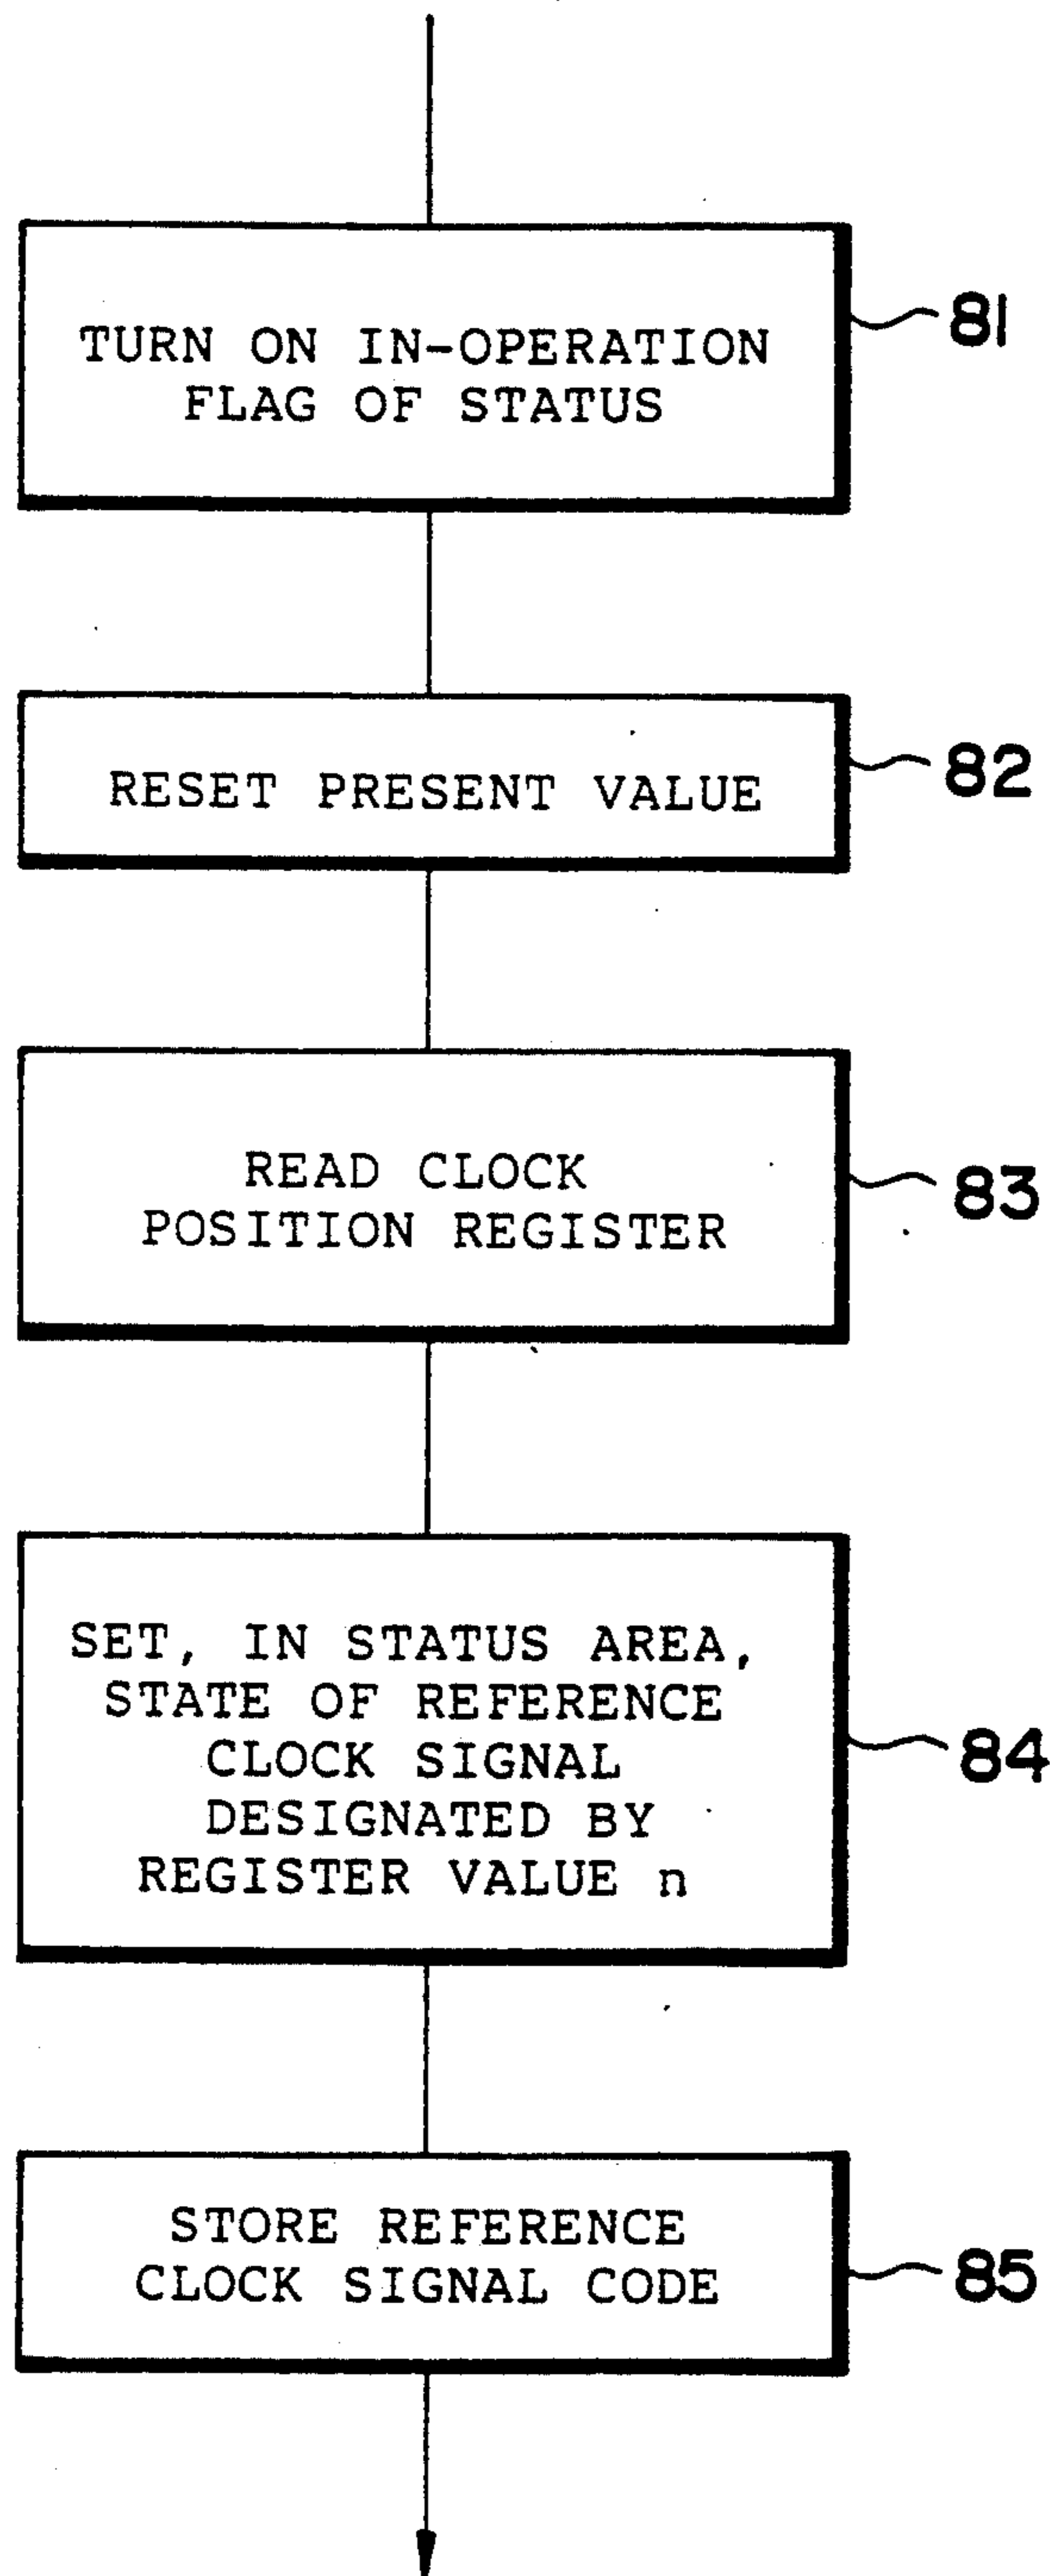 TURN ON IN-OPERATION
FLAG OF STATUS
81
RESET PRESENT VALUE
82
READ CLOCK
POSITION REGISTER
83
SET, IN STATUS AREA,
STATE OF REFERENCE
CLOCK SIGNAL
DESIGNATED BY
REGISTER VALUE n
84
STORE REFERENCE
CLOCK SIGNAL CODE
85